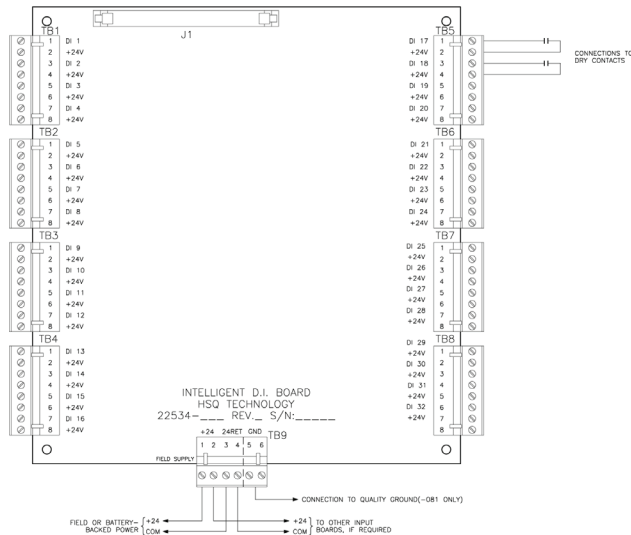 J1
TB1
1 DI 1
2 +24V
3 DI 2
4 +24V
5 DI 3
6 +24V
7 DI 4
8 +24V
TB2
1 DI 5
2 +24V
3 DI 6
4 +24V
5 DI 7
6 +24V
7 DI 8
8 +24V
TB3
1 DI 9
2 +24V
3 DI 10
4 +24V
5 DI 11
6 +24V
7 DI 12
8 +24V
TB4
1 DI 13
2 +24V
3 DI 14
4 +24V
5 DI 15
6 +24V
7 DI 16
8 +24V
TB5
DI 17 1
+24V 2
DI 18 3
+24V 4
DI 19 5
+24V 6
DI 20 7
+24V 8
CONNECTIONS TO
DRY CONTACTS
TB6
DI 21 1
+24V 2
DI 22 3
+24V 4
DI 23 5
+24V 6
DI 24 7
+24V 8
TB7
DI 25 1
+24V 2
DI 26 3
+24V 4
DI 27 5
+24V 6
DI 28 7
+24V 8
TB8
DI 29 1
+24V 2
DI 30 3
+24V 4
DI 31 5
+24V 6
DI 32 7
+24V 8
INTELLIGENT D.I. BOARD
HSQ TECHNOLOGY
22534-___ REV._ S/N:_____
+24 24RET GND TB9
1 2 3 4 5 6
FIELD SUPPLY
CONNECTION TO QUALITY GROUND(-081 ONLY)
FIELD OR BATTERY-
BACKED POWER
+24
COM
+24
COM
TO OTHER INPUT
BOARDS, IF REQUIRED